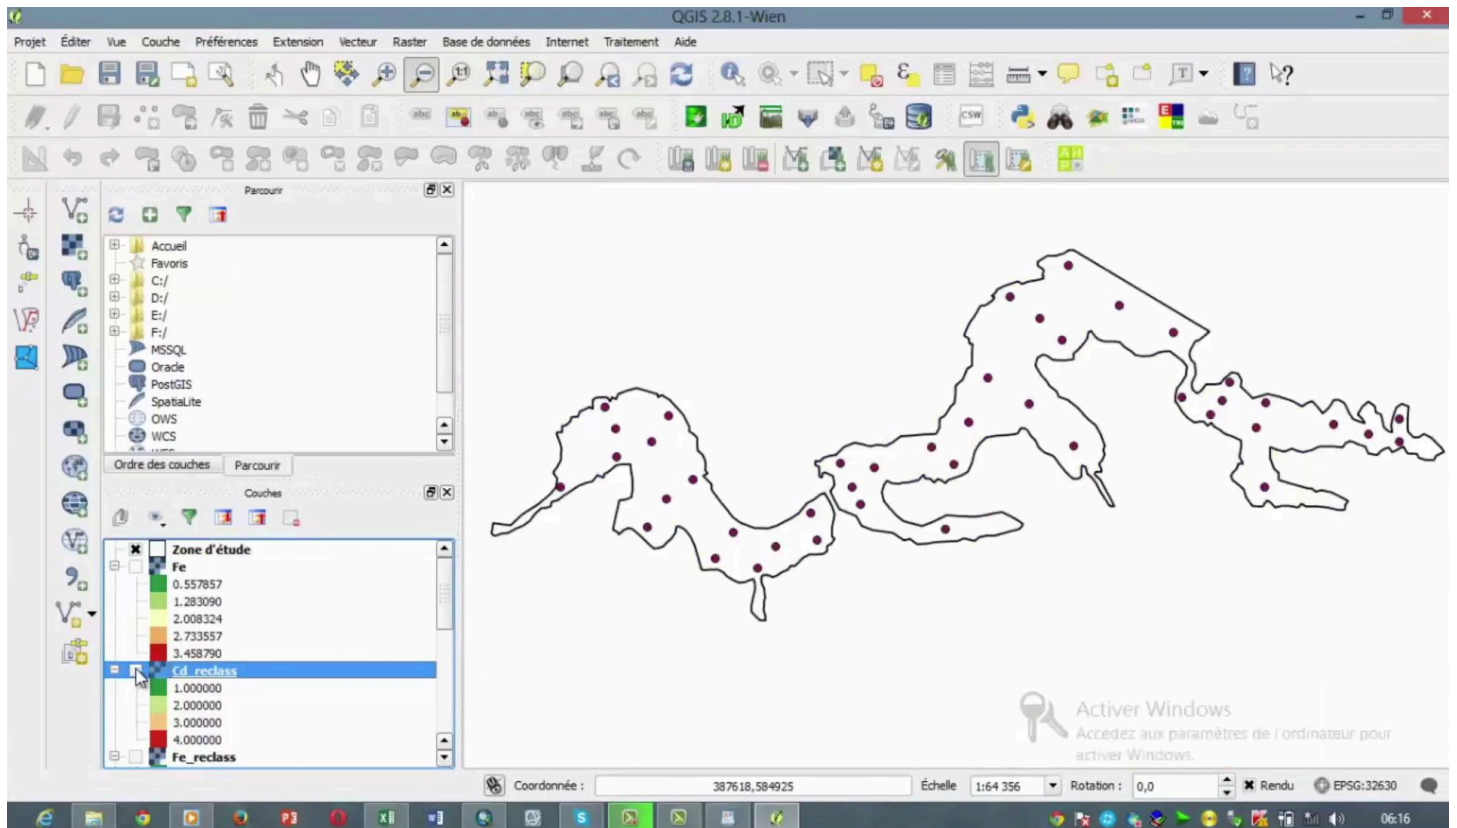 QGIS 2.8.1-Wien
Projet Éditer Vue Couche Préférences Extension Vecteur Raster Base de données Internet Traitement Aide
Parcourir
Accueil
Favoris
C:/
D:/
E:/
F:/
MSSQL
Oracle
PostGIS
SpatiaLite
OWS
WCS
Ordre des couches Parcourir
Couches
Zone d'étude
Fe
0.557857
1.283090
2.008324
2.733557
3.458790
Cd_reclass
1.000000
2.000000
3.000000
4.000000
Fe_reclass
Activer Windows
Accédez aux paramètres de l'ordinateur pour
activer Windows.
Coordonnée : 387618,584925 Échelle 1:64 356 Rotation : 0,0 Rendu EPSG:32630
06:16